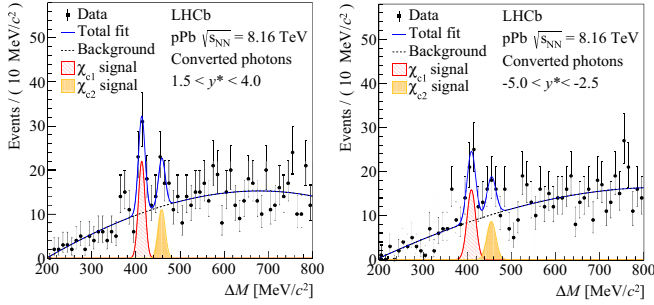 Events / ( 10 MeV/c²)
50
40
30
20
10
0
Data
Total fit
Background
χc1 signal
χc2 signal
LHCb
pPb √sNN = 8.16 TeV
Converted photons
1.5 < y* < 4.0
200 300 400 500 600 700 800
ΔM [MeV/c²]
Events / ( 10 MeV/c²)
50
40
30
20
10
0
Data
Total fit
Background
χc1 signal
χc2 signal
LHCb
pPb √sNN = 8.16 TeV
Converted photons
-5.0 < y* < -2.5
200 300 400 500 600 700 800
ΔM [MeV/c²]